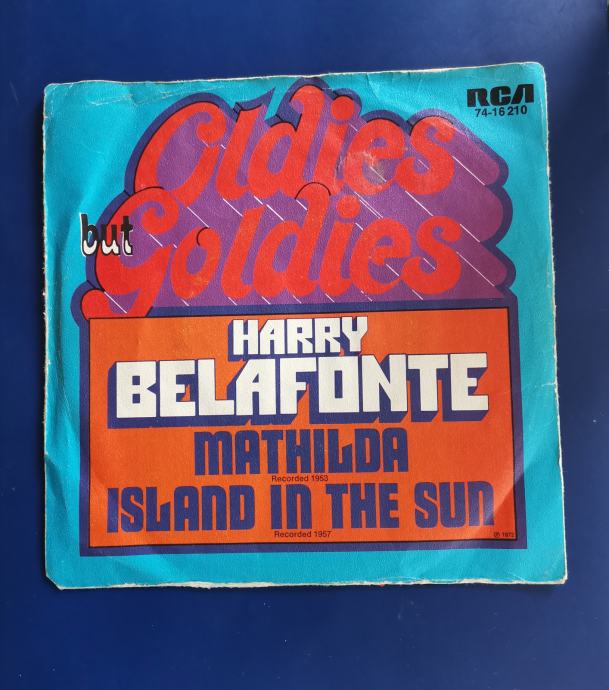 RCA
74-16 210
Oldies
but
Goldies
HARRY
BELAFONTE
MATHILDA
Recorded 1953
ISLAND IN THE SUN
Recorded 1957
℗ 1972